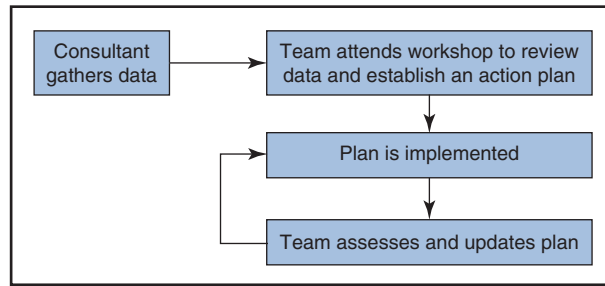 Consultant
gathers data
Team attends workshop to review
data and establish an action plan
Plan is implemented
Team assesses and updates plan